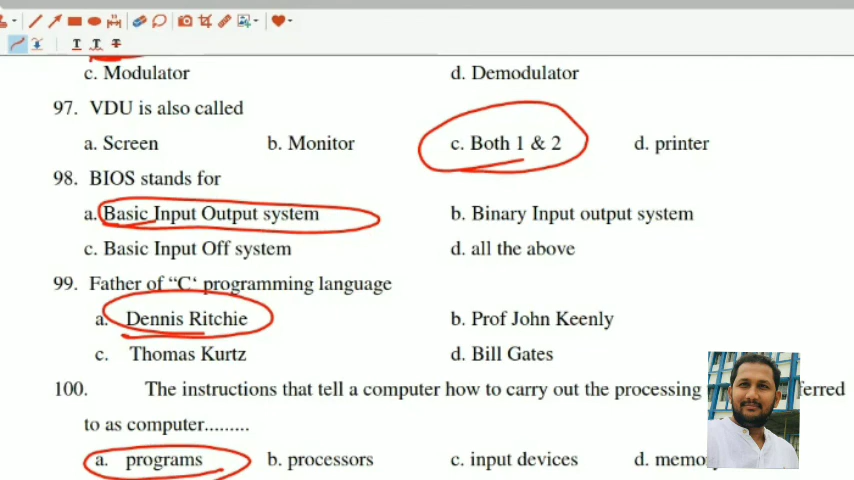 c. Modulator d. Demodulator
97. VDU is also called
a. Screen b. Monitor c. Both 1 & 2 d. printer
98. BIOS stands for
a. Basic Input Output system b. Binary Input output system
c. Basic Input Off system d. all the above
99. Father of “C‘ programming language
a. Dennis Ritchie b. Prof John Keenly
c. Thomas Kurtz d. Bill Gates
100. The instructions that tell a computer how to carry out the processing
to as computer.........
a. programs b. processors c. input devices d.